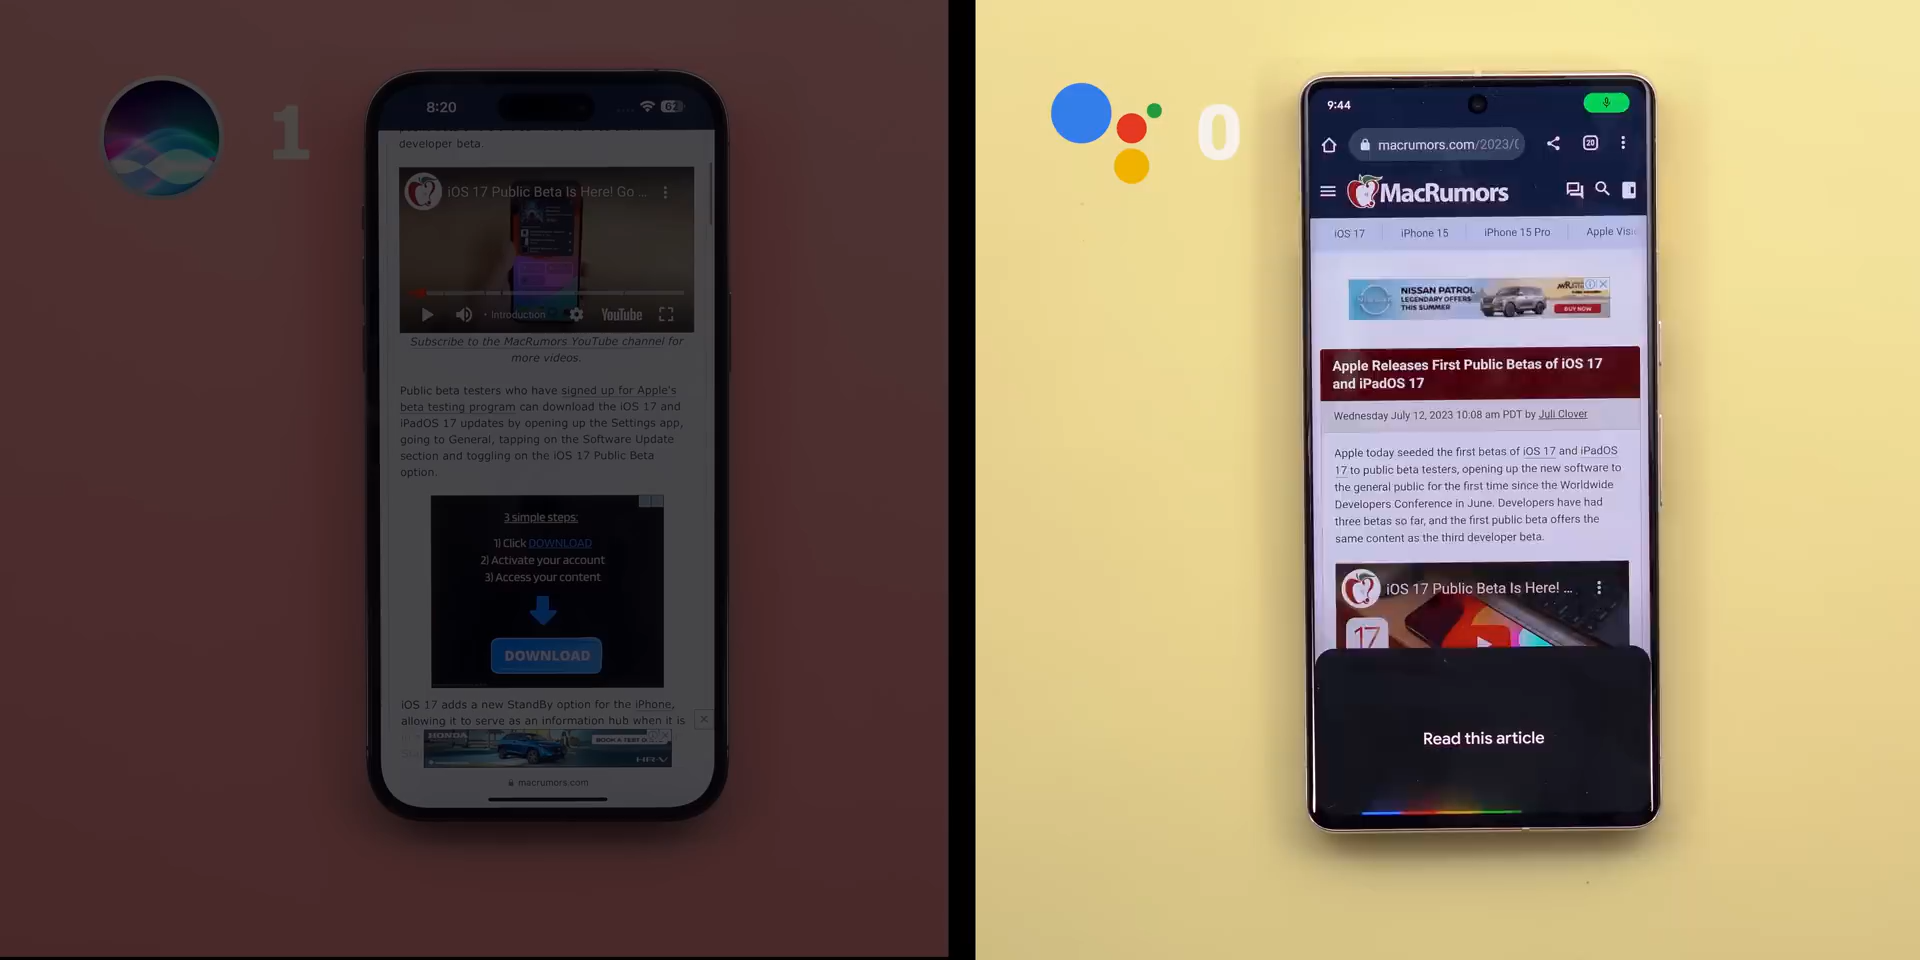 1
8:20
62
developer beta.
iOS 17 Public Beta Is Here! Go ...
• Introduction
YouTube
Subscribe to the MacRumors YouTube channel for
more videos.
Public beta testers who have signed up for Apple's
beta testing program can download the iOS 17 and
iPadOS 17 updates by opening up the Settings app,
going to General, tapping on the Software Update
section and toggling on the iOS 17 Public Beta
option.
3 simple steps:
1) Click DOWNLOAD
2) Activate your account
3) Access your content
DOWNLOAD
iOS 17 adds a new StandBy option for the iPhone,
allowing it to serve as an information hub when it is
HONDA
BOOK A TEST
HR-V
macrumors.com
0
9:44
macrumors.com/2023/0
20
MacRumors
iOS 17
iPhone 15
iPhone 15 Pro
Apple Visi
NISSAN PATROL
LEGENDARY OFFERS
THIS SUMMER
BUY NOW
Apple Releases First Public Betas of iOS 17
and iPadOS 17
Wednesday July 12, 2023 10:08 am PDT by Juli Clover
Apple today seeded the first betas of iOS 17 and iPadOS
17 to public beta testers, opening up the new software to
the general public for the first time since the Worldwide
Developers Conference in June. Developers have had
three betas so far, and the first public beta offers the
same content as the third developer beta.
iOS 17 Public Beta Is Here! ...
17
Read this article